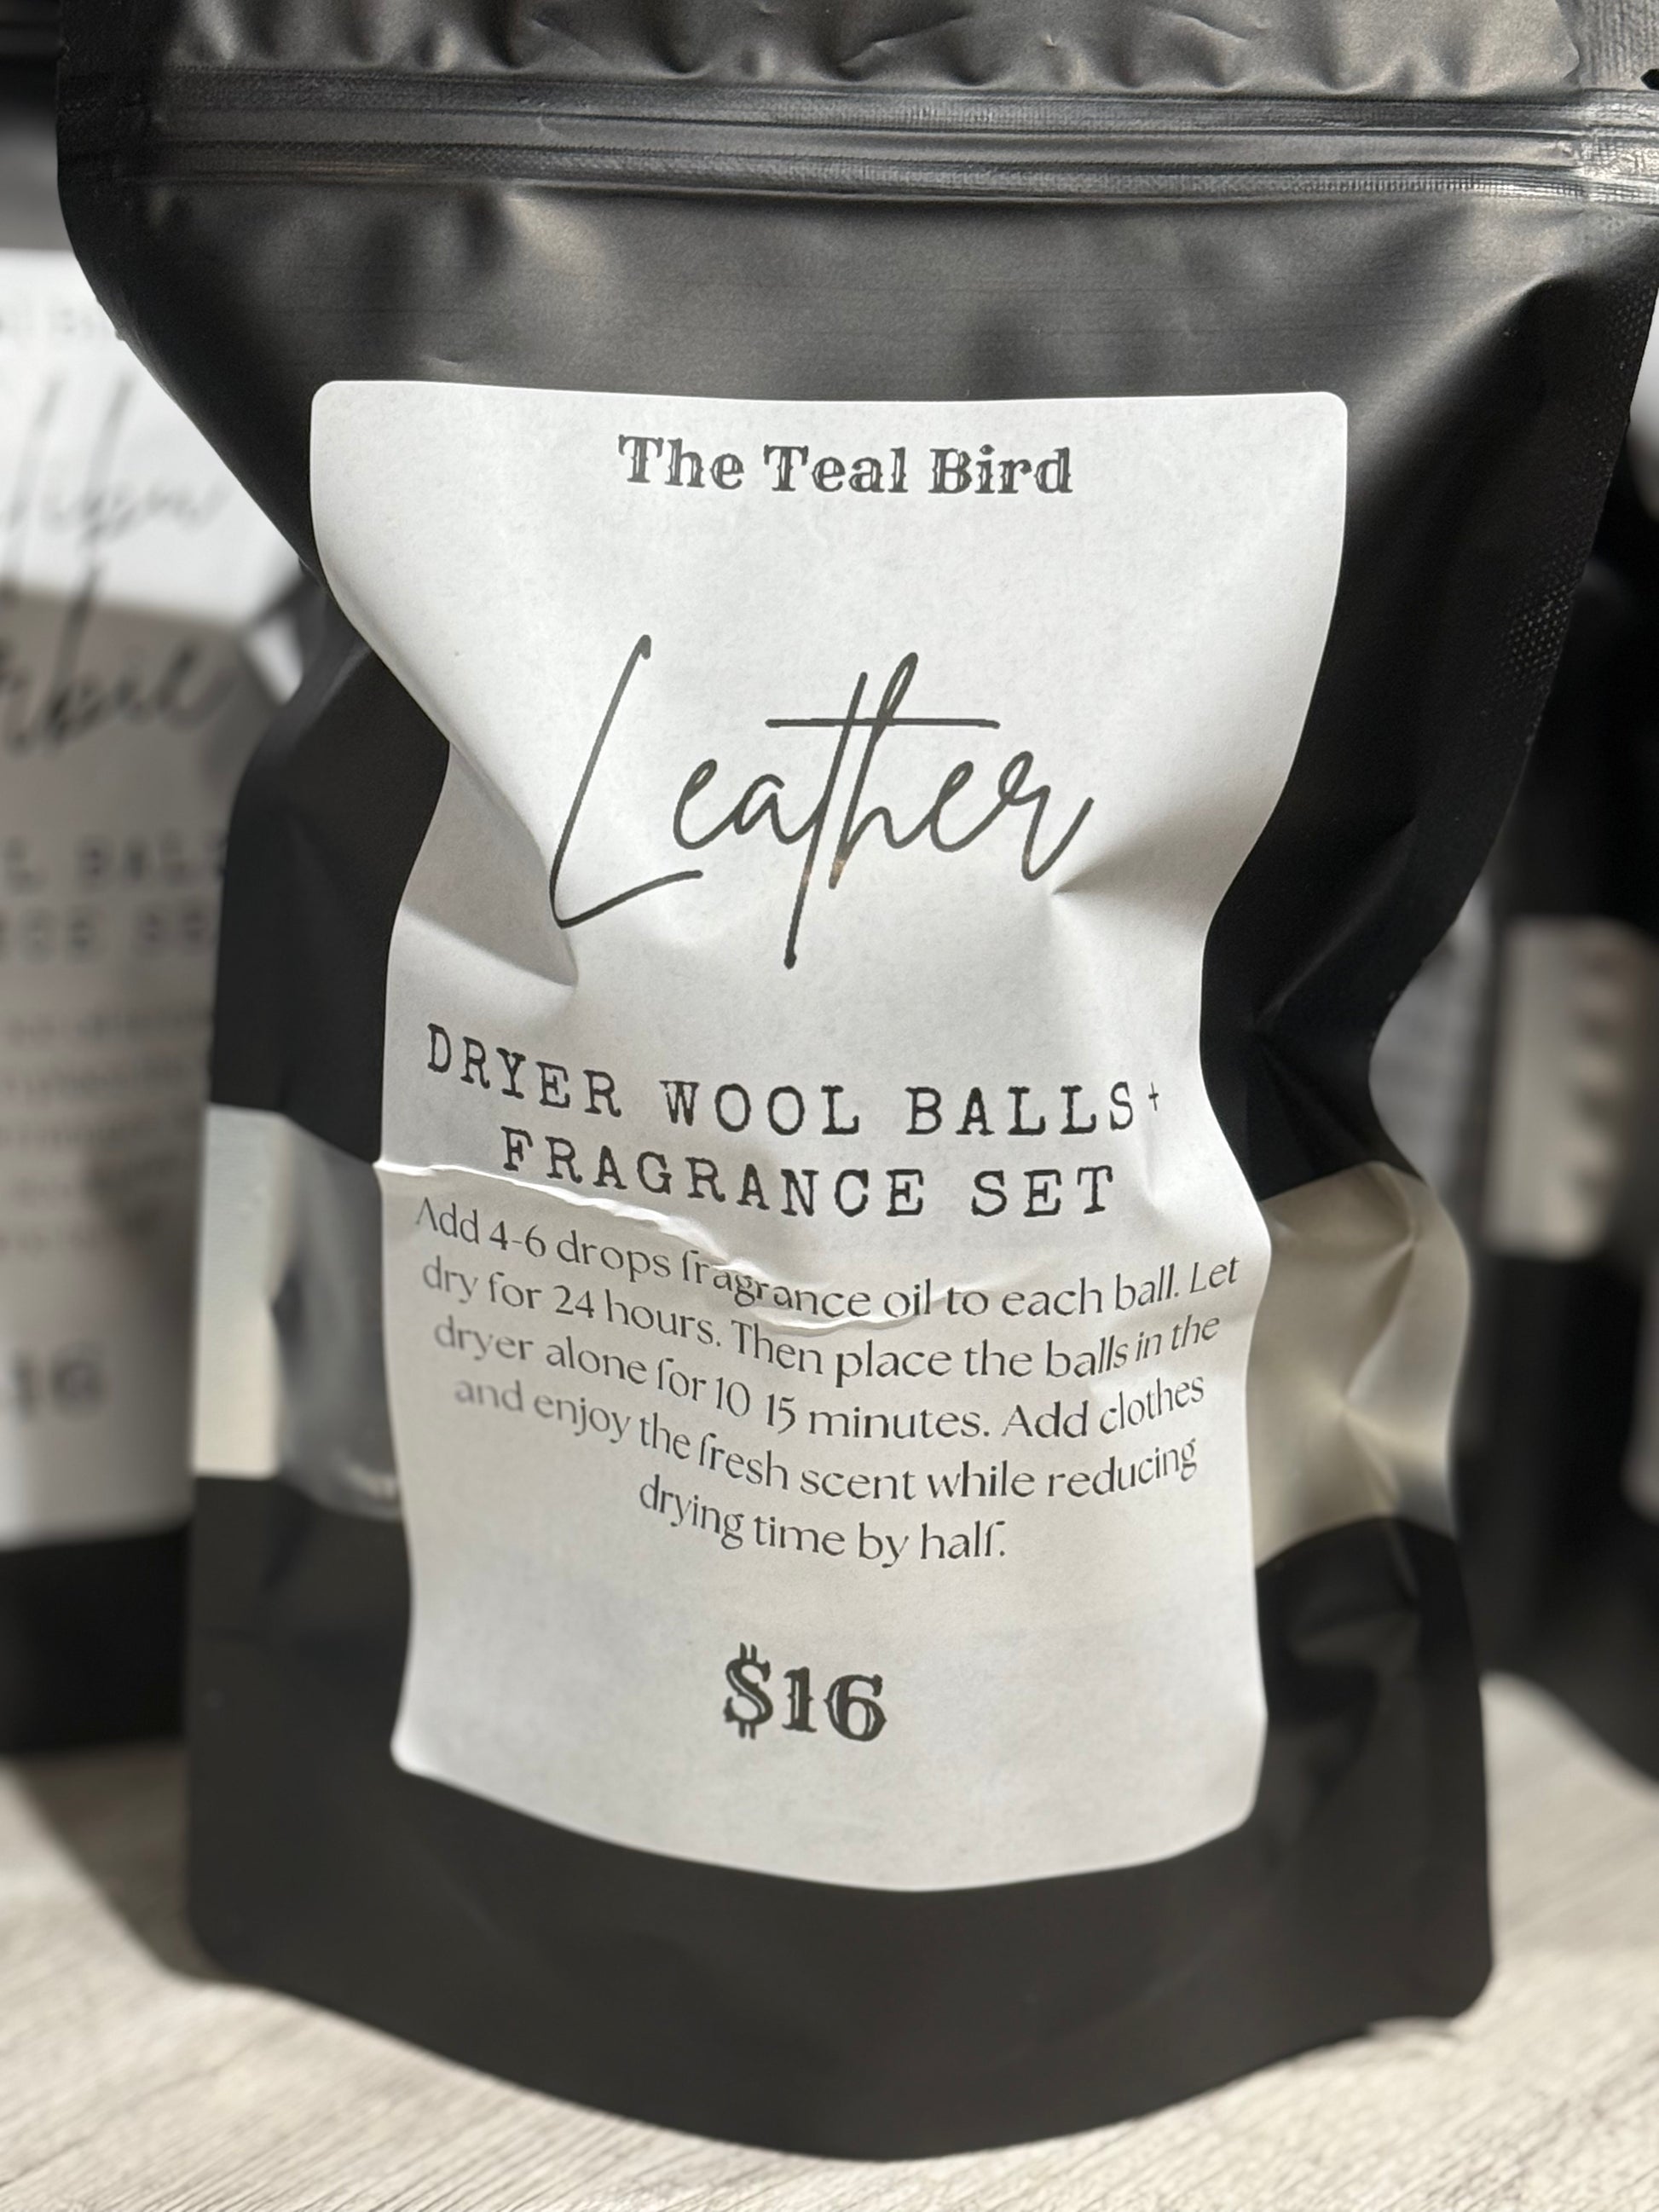 The Teal Bird
Leather
DRYER WOOL BALLS+
FRAGRANCE SET
Add 4-6 drops fragrance oil to each ball. Let
dry for 24 hours. Then place the balls in the
dryer alone for 10 15 minutes. Add clothes
and enjoy the fresh scent while reducing
drying time by half.
$16